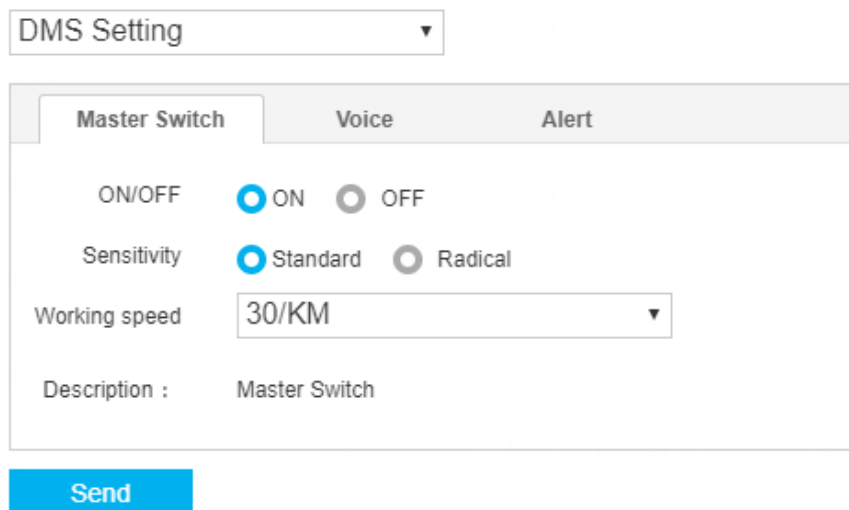 DMS Setting
Master Switch Voice Alert
ON/OFF ON OFF
Sensitivity Standard Radical
Working speed 30/KM
Description : Master Switch
Send